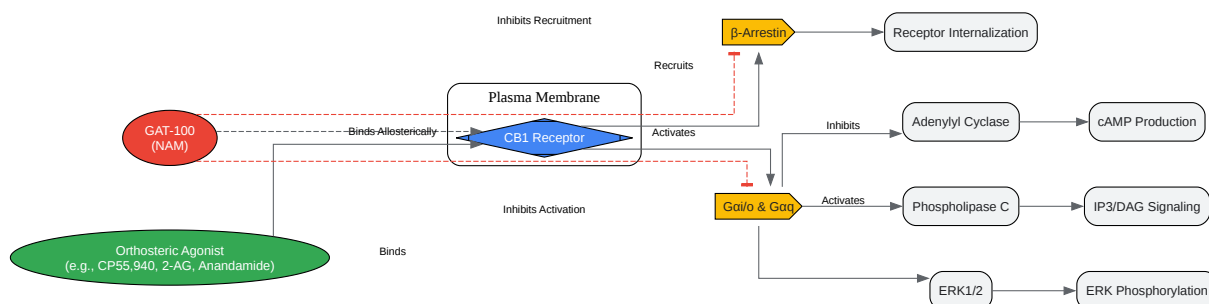 Inhibits Recruitment
β-Arrestin
Receptor Internalization
Recruits
Plasma Membrane
GAT-100
(NAM)
Binds Allosterically
CB1 Receptor
Activates
Inhibits
Adenylyl Cyclase
cAMP Production
Inhibits Activation
Gαi/o & Gαq
Activates
Phospholipase C
IP3/DAG Signaling
Orthosteric Agonist
(e.g., CP55,940, 2-AG, Anandamide)
Binds
ERK1/2
ERK Phosphorylation